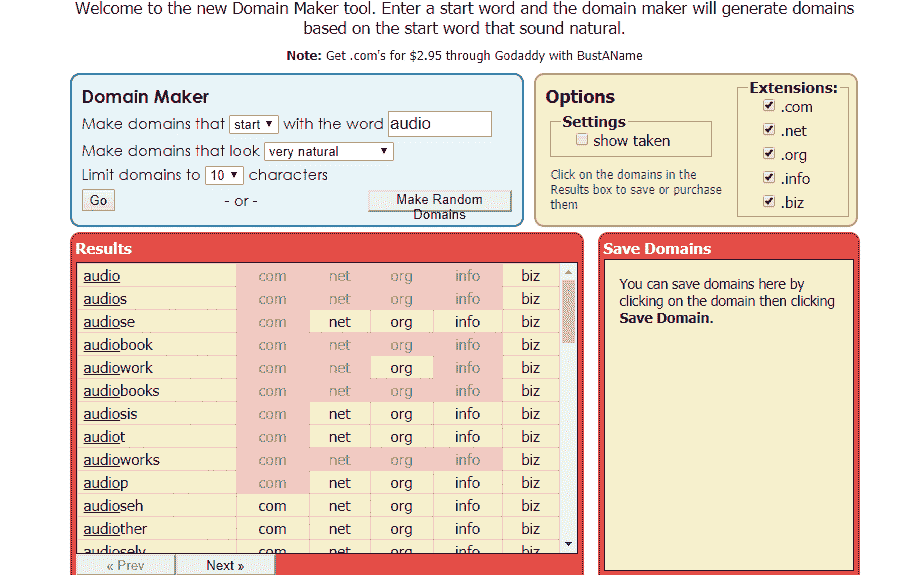 Welcome to the new Domain Maker tool. Enter a start word and the domain maker will generate domains
based on the start word that sound natural.
Note: Get .com's for $2.95 through Godaddy with BustAName
Domain Maker
Make domains that start ▼ with the word audio
Make domains that look very natural ▼
Limit domains to 10 ▼ characters
Go - or - Make Random Domains
Options
Settings
show taken
Click on the domains in the
Results box to save or purchase
them
Extensions:
.com
.net
.org
.info
.biz
Results
audio com net org info biz
audios com net org info biz
audiose com net org info biz
audiobook com net org info biz
audiowork com net org info biz
audiobooks com net org info biz
audiosis com net org info biz
audiot com net org info biz
audioworks com net org info biz
audiop com net org info biz
audioseh com net org info biz
audiother com net org info biz
audiosely com net org info biz
« Prev Next »
Save Domains
You can save domains here by
clicking on the domain then clicking
Save Domain.